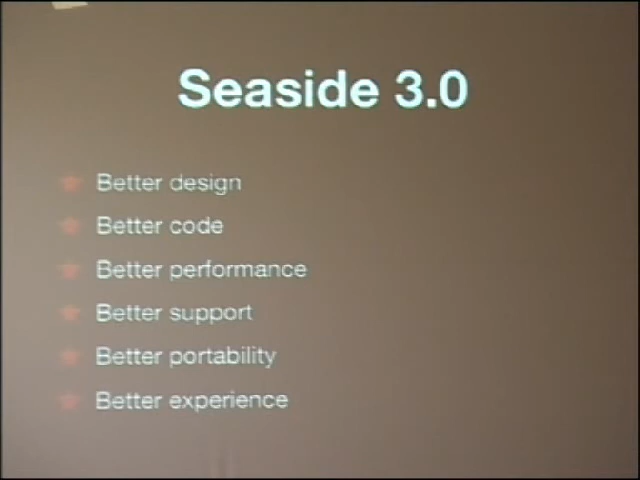 Seaside 3.0
Better design
Better code
Better performance
Better support
Better portability
Better experience